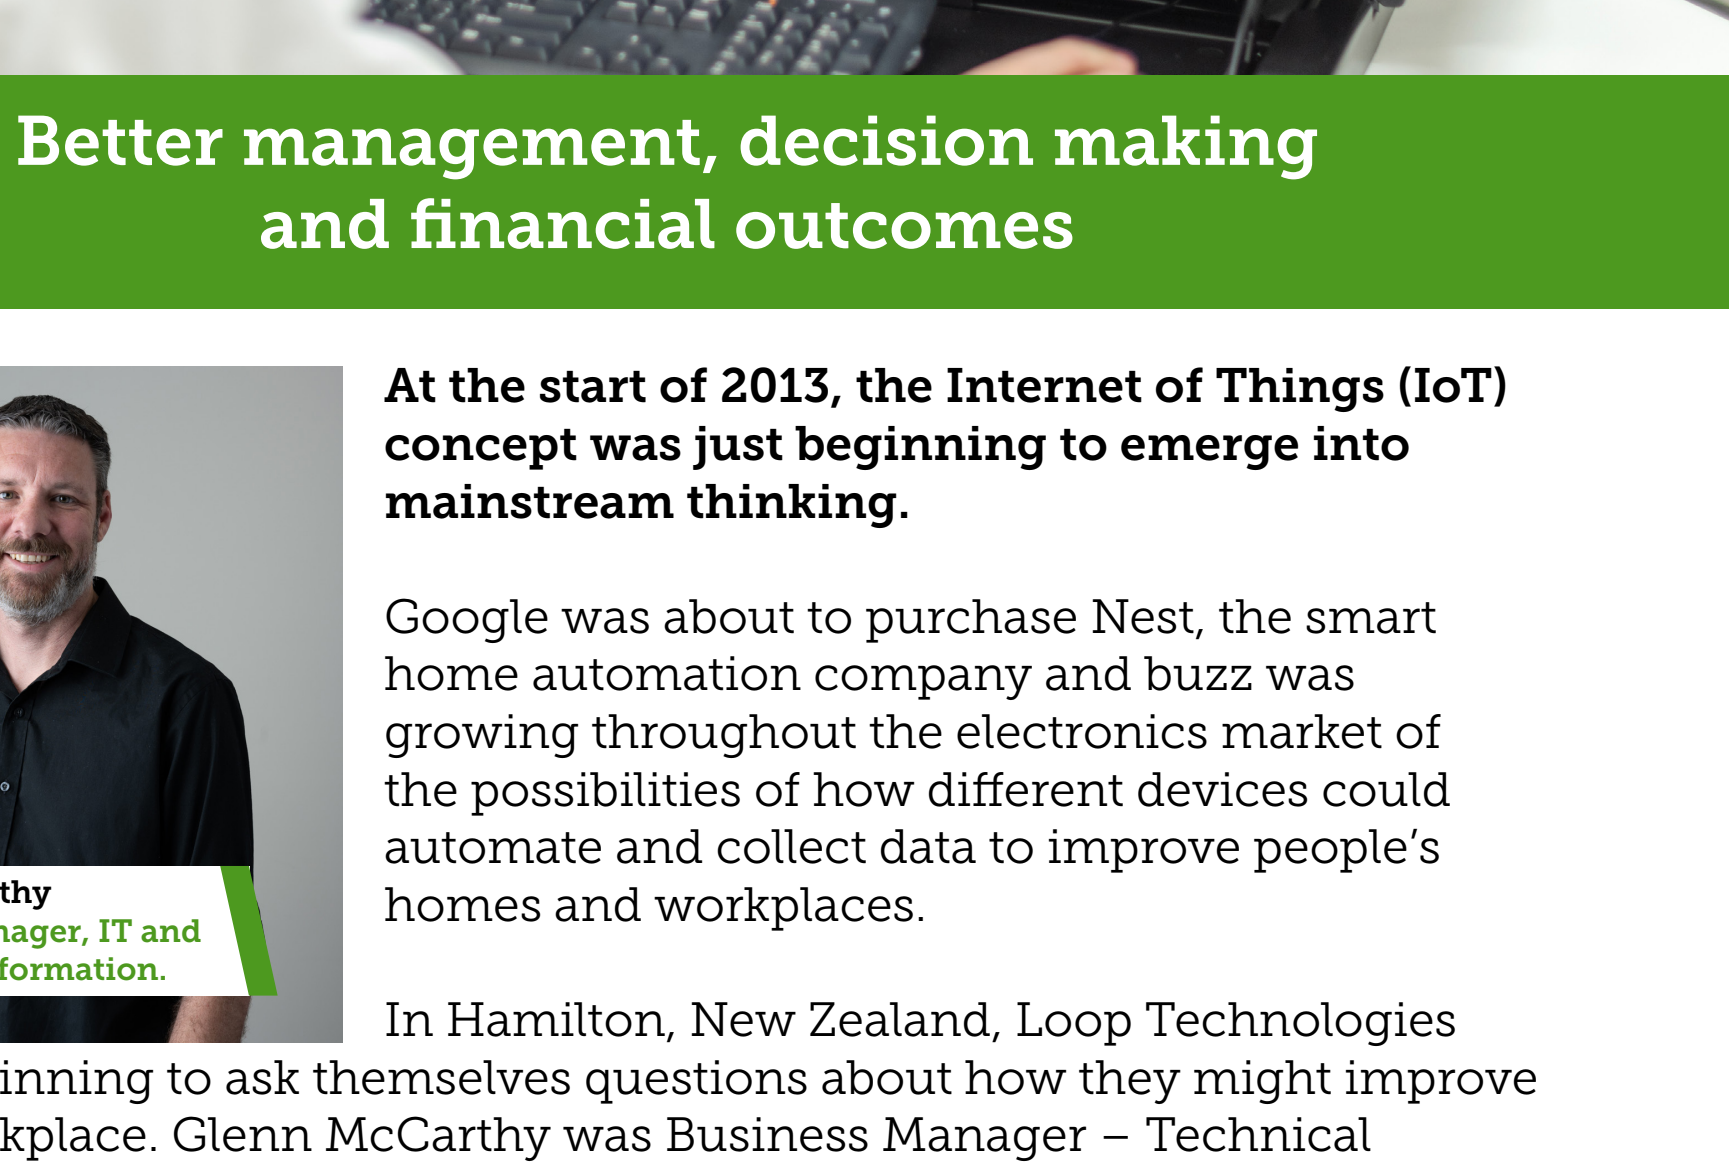 Better management, decision making
and financial outcomes
At the start of 2013, the Internet of Things (IoT)
concept was just beginning to emerge into
mainstream thinking.
Google was about to purchase Nest, the smart
home automation company and buzz was
growing throughout the electronics market of
the possibilities of how different devices could
automate and collect data to improve people’s
homes and workplaces.
thy
nager, IT and
formation.
In Hamilton, New Zealand, Loop Technologies
inning to ask themselves questions about how they might improve
kplace. Glenn McCarthy was Business Manager – Technical